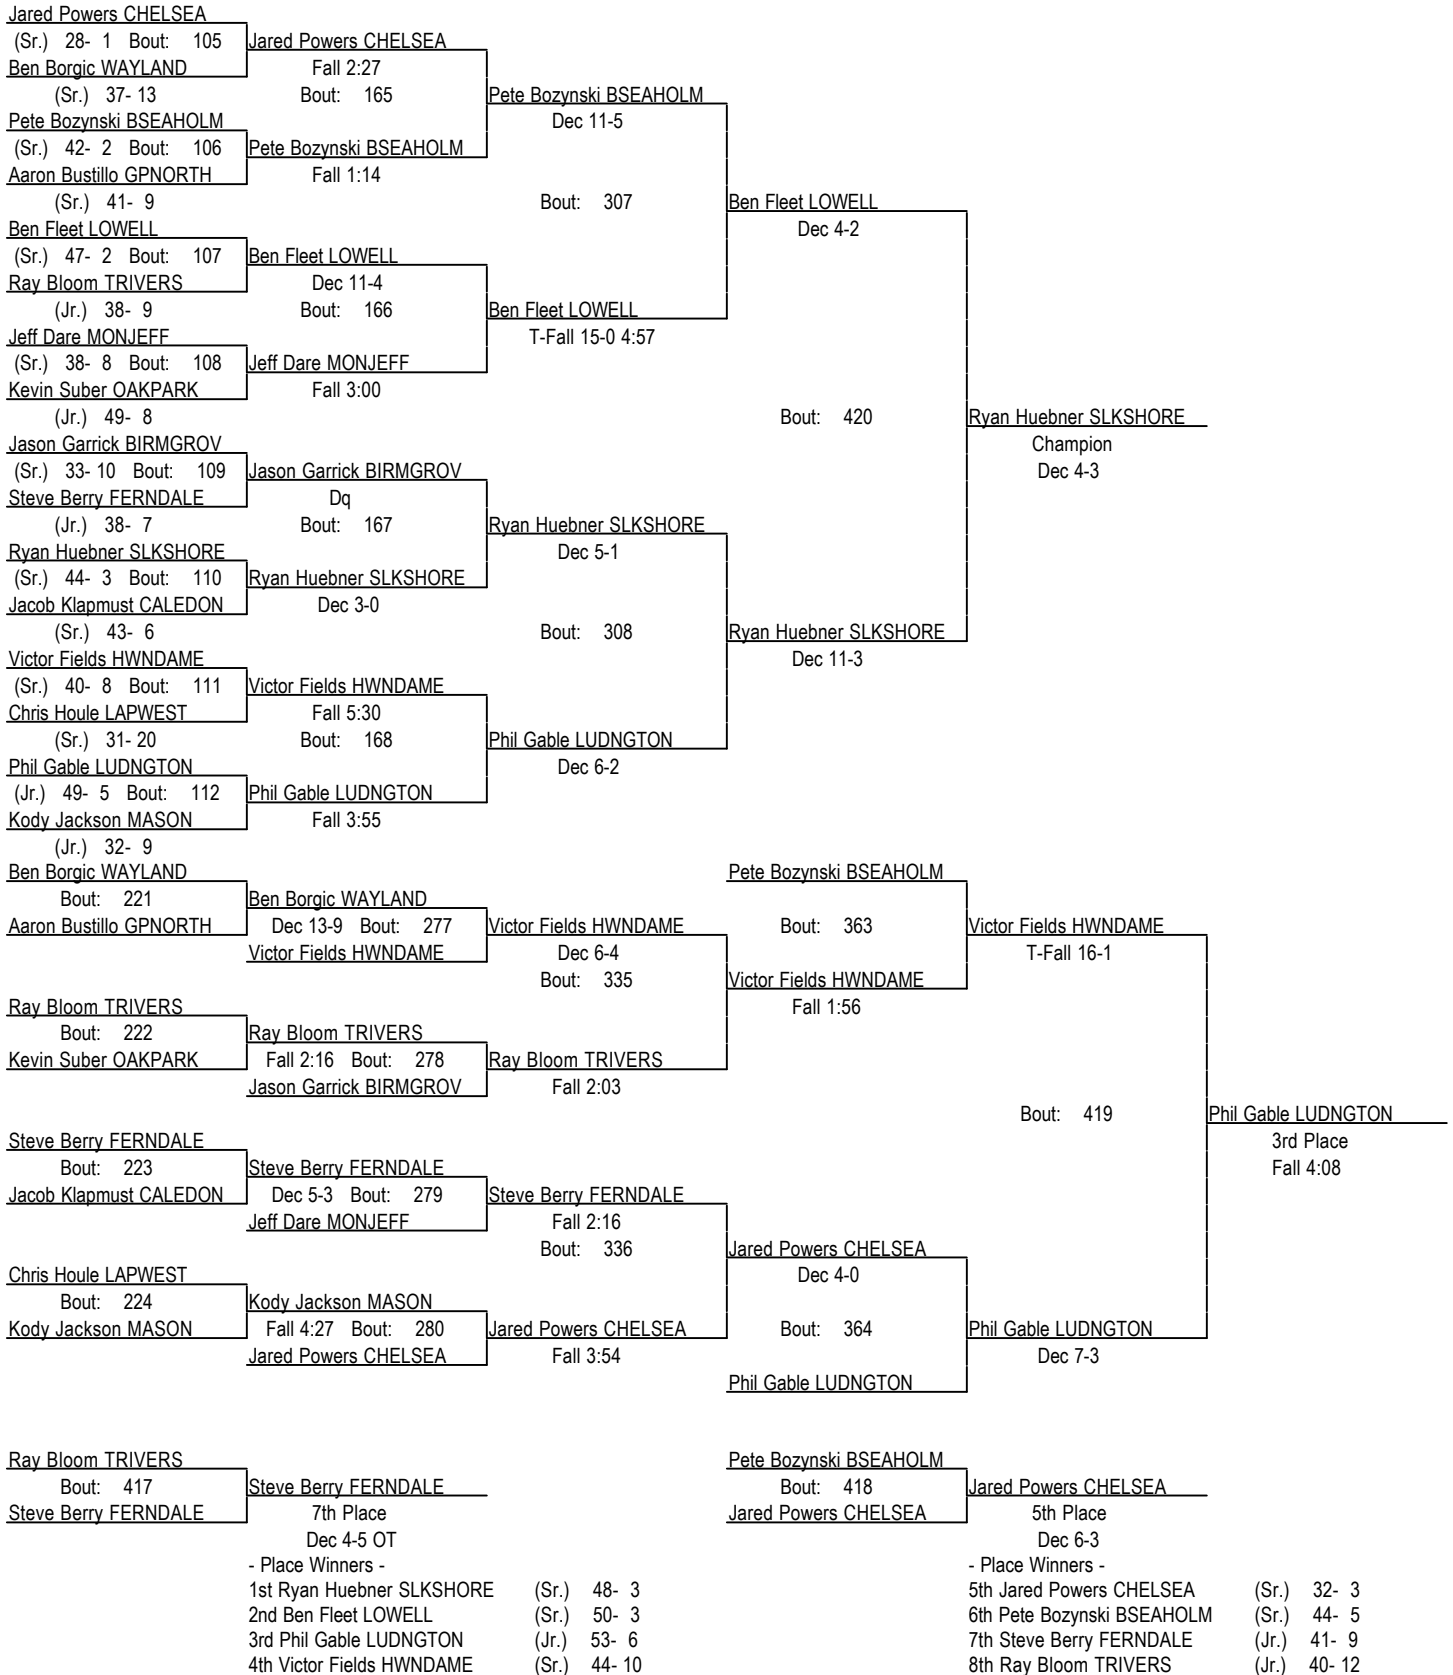 Jared Powers CHELSEA
(Sr.) 28- 1 Bout: 105 Jared Powers CHELSEA
Ben Borgic WAYLAND Fall 2:27
(Sr.) 37- 13 Bout: 165 Pete Bozynski BSEAHOLM
Pete Bozynski BSEAHOLM Dec 11-5
(Sr.) 42- 2 Bout: 106 Pete Bozynski BSEAHOLM
Aaron Bustillo GPNORTH Fall 1:14
(Sr.) 41- 9 Bout: 307 Ben Fleet LOWELL
Ben Fleet LOWELL Dec 4-2
(Sr.) 47- 2 Bout: 107 Ben Fleet LOWELL
Ray Bloom TRIVERS Dec 11-4
(Jr.) 38- 9 Bout: 166 Ben Fleet LOWELL
Jeff Dare MONJEFF T-Fall 15-0 4:57
(Sr.) 38- 8 Bout: 108 Jeff Dare MONJEFF
Kevin Suber OAKPARK Fall 3:00
(Jr.) 49- 8 Bout: 420 Ryan Huebner SLKSHORE
Jason Garrick BIRMGROV Champion
(Sr.) 33- 10 Bout: 109 Jason Garrick BIRMGROV Dec 4-3
Steve Berry FERNDALE Dq
(Jr.) 38- 7 Bout: 167 Ryan Huebner SLKSHORE
Ryan Huebner SLKSHORE Dec 5-1
(Sr.) 44- 3 Bout: 110 Ryan Huebner SLKSHORE
Jacob Klapmust CALEDON Dec 3-0
(Sr.) 43- 6 Bout: 308 Ryan Huebner SLKSHORE
Victor Fields HWNDAME Dec 11-3
(Sr.) 40- 8 Bout: 111 Victor Fields HWNDAME
Chris Houle LAPWEST Fall 5:30
(Sr.) 31- 20 Bout: 168 Phil Gable LUDNGTON
Phil Gable LUDNGTON Dec 6-2
(Jr.) 49- 5 Bout: 112 Phil Gable LUDNGTON
Kody Jackson MASON Fall 3:55
(Jr.) 32- 9
Ben Borgic WAYLAND Pete Bozynski BSEAHOLM
Bout: 221 Ben Borgic WAYLAND
Aaron Bustillo GPNORTH Dec 13-9 Bout: 277 Victor Fields HWNDAME Bout: 363 Victor Fields HWNDAME
Victor Fields HWNDAME Dec 6-4 T-Fall 16-1
Bout: 335 Victor Fields HWNDAME
Ray Bloom TRIVERS Fall 1:56
Bout: 222 Ray Bloom TRIVERS
Kevin Suber OAKPARK Fall 2:16 Bout: 278 Ray Bloom TRIVERS
Jason Garrick BIRMGROV Fall 2:03
Bout: 419 Phil Gable LUDNGTON
Steve Berry FERNDALE 3rd Place
Bout: 223 Steve Berry FERNDALE Fall 4:08
Jacob Klapmust CALEDON Dec 5-3 Bout: 279 Steve Berry FERNDALE
Jeff Dare MONJEFF Fall 2:16
Bout: 336 Jared Powers CHELSEA
Chris Houle LAPWEST Dec 4-0
Bout: 224 Kody Jackson MASON
Kody Jackson MASON Fall 4:27 Bout: 280 Jared Powers CHELSEA Bout: 364 Phil Gable LUDNGTON
Jared Powers CHELSEA Fall 3:54 Dec 7-3
Phil Gable LUDNGTON
Ray Bloom TRIVERS Pete Bozynski BSEAHOLM
Bout: 417 Steve Berry FERNDALE Bout: 418 Jared Powers CHELSEA
Steve Berry FERNDALE 7th Place Jared Powers CHELSEA 5th Place
Dec 4-5 OT Dec 6-3
- Place Winners - - Place Winners -
1st Ryan Huebner SLKSHORE (Sr.) 48- 3 5th Jared Powers CHELSEA (Sr.) 32- 3
2nd Ben Fleet LOWELL (Sr.) 50- 3 6th Pete Bozynski BSEAHOLM (Sr.) 44- 5
3rd Phil Gable LUDNGTON (Jr.) 53- 6 7th Steve Berry FERNDALE (Jr.) 41- 9
4th Victor Fields HWNDAME (Sr.) 44- 10 8th Ray Bloom TRIVERS (Jr.) 40- 12